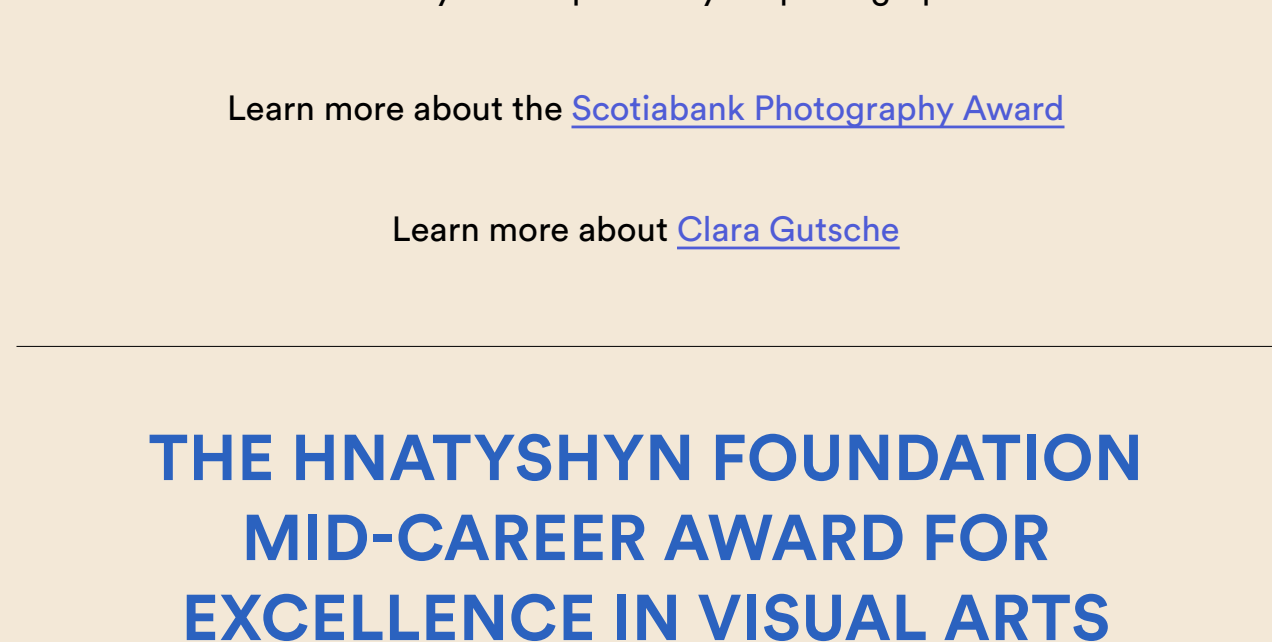 Learn more about the Scotiabank Photography Award
Learn more about Clara Gutsche
THE HNATYSHYN FOUNDATION
MID-CAREER AWARD FOR
EXCELLENCE IN VISUAL ARTS